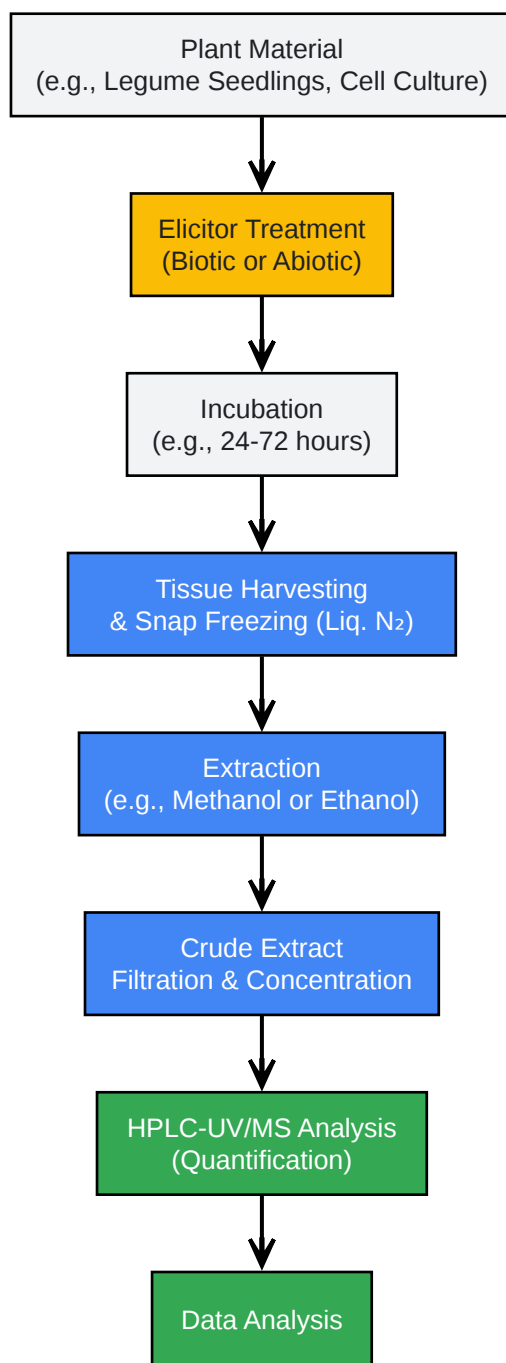 Plant Material
(e.g., Legume Seedlings, Cell Culture)
Elicitor Treatment
(Biotic or Abiotic)
Incubation
(e.g., 24-72 hours)
Tissue Harvesting
& Snap Freezing (Liq. N₂)
Extraction
(e.g., Methanol or Ethanol)
Crude Extract
Filtration & Concentration
HPLC-UV/MS Analysis
(Quantification)
Data Analysis